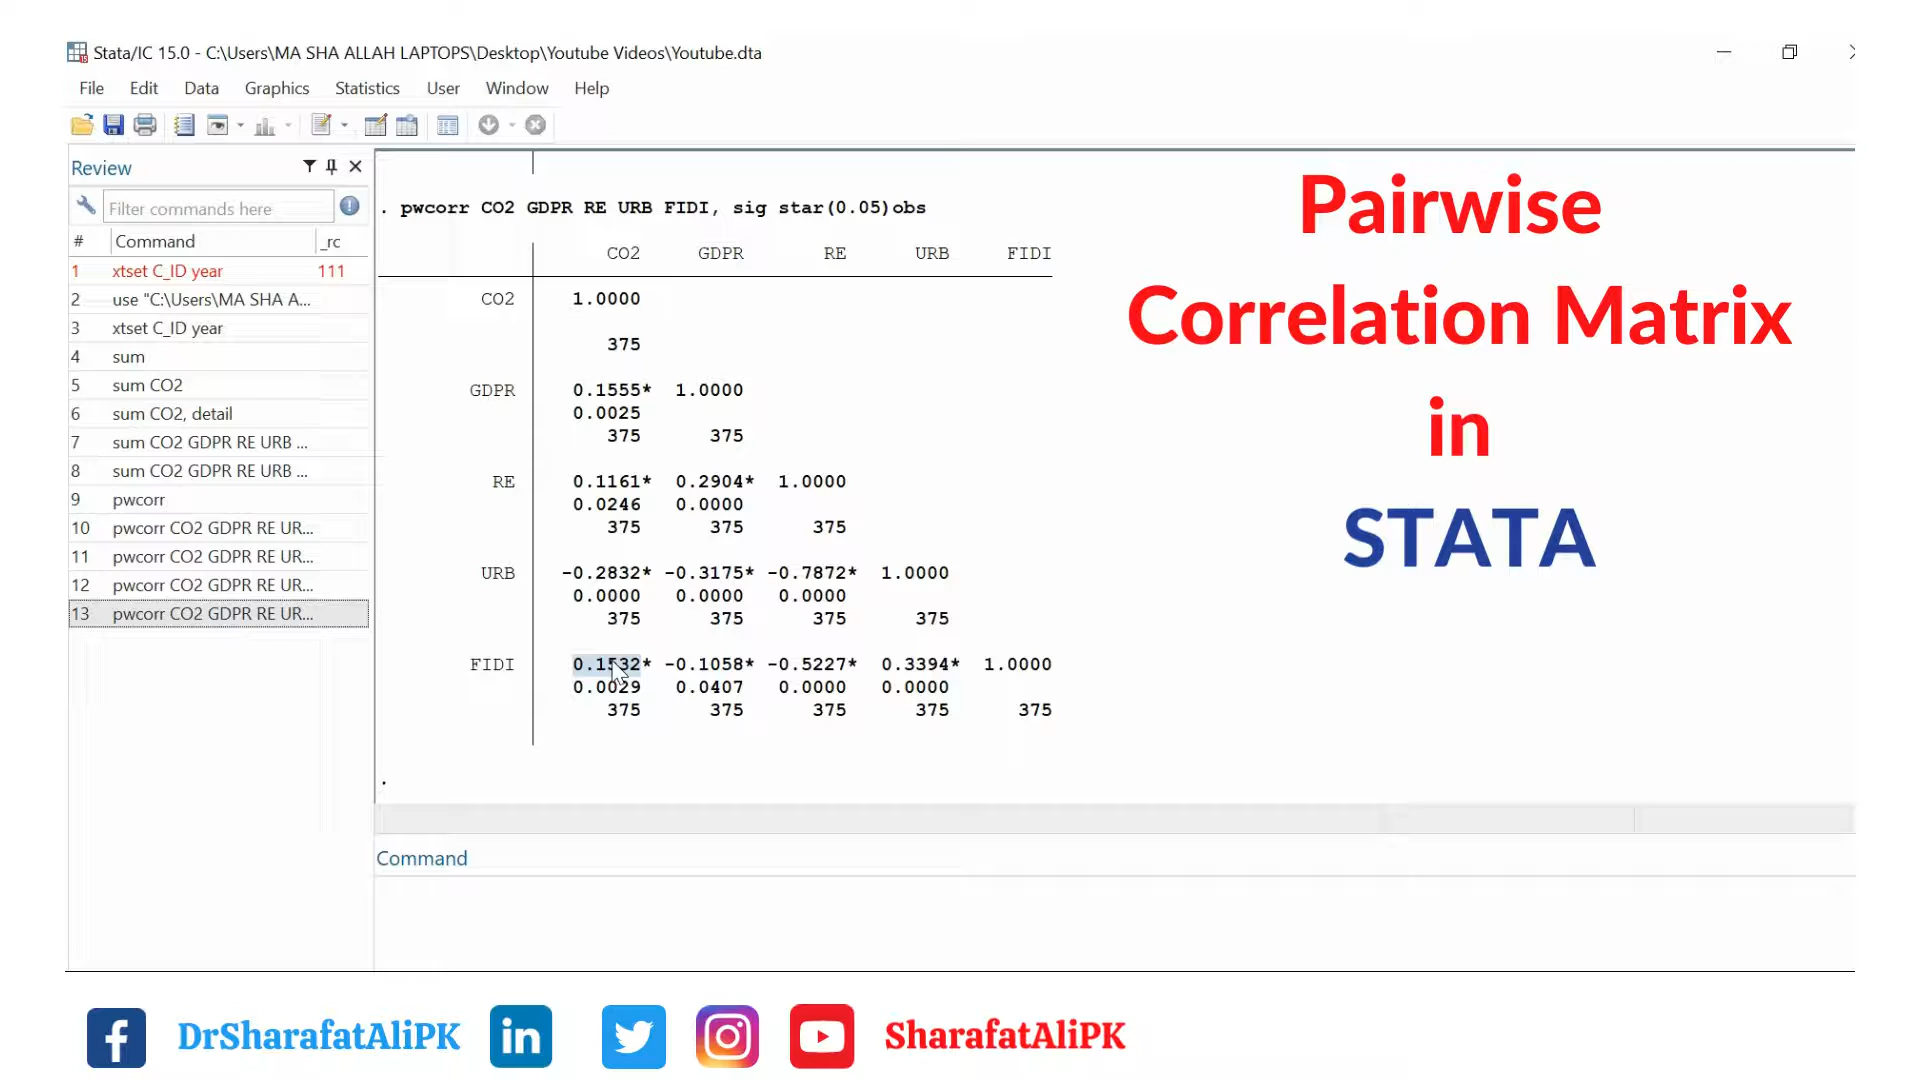 Stata/IC 15.0 - C:\Users\MA SHA ALLAH LAPTOPS\Desktop\Youtube Videos\Youtube.dta
File Edit Data Graphics Statistics User Window Help
Review
Filter commands here
# Command _rc
1 xtset C_ID year 111
2 use "C:\Users\MA SHA A...
3 xtset C_ID year
4 sum
5 sum CO2
6 sum CO2, detail
7 sum CO2 GDPR RE URB ...
8 sum CO2 GDPR RE URB ...
9 pwcorr
10 pwcorr CO2 GDPR RE UR...
11 pwcorr CO2 GDPR RE UR...
12 pwcorr CO2 GDPR RE UR...
13 pwcorr CO2 GDPR RE UR...
. pwcorr CO2 GDPR RE URB FIDI, sig star(0.05)obs
CO2 GDPR RE URB FIDI
CO2 1.0000
375
GDPR 0.1555* 1.0000
0.0025
375 375
RE 0.1161* 0.2904* 1.0000
0.0246 0.0000
375 375 375
URB -0.2832* -0.3175* -0.7872* 1.0000
0.0000 0.0000 0.0000
375 375 375 375
FIDI 0.1532* -0.1058* -0.5227* 0.3394* 1.0000
0.0029 0.0407 0.0000 0.0000
375 375 375 375 375
.
Command
Pairwise
Correlation Matrix
in
STATA
DrSharafatAliPK
SharafatAliPK